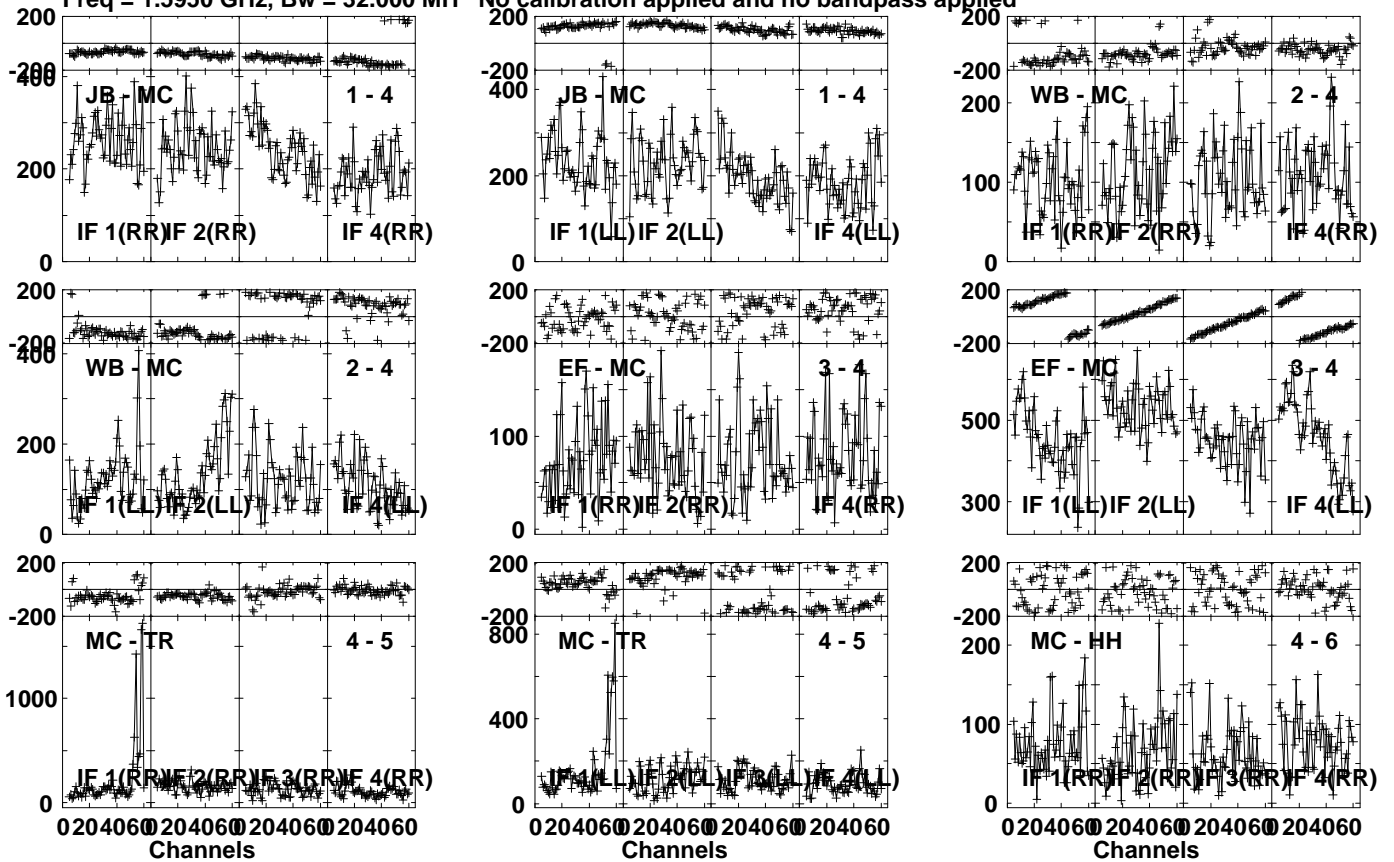 Freq = 1.5950 GHz, Bw = 32.000 MH No calibration applied and no bandpass applied
200
-200
400
200
0
JB - MC
1 - 4
IF 1(RR)
IF 2(RR)
IF 4(RR)
200
-200
400
200
0
JB - MC
1 - 4
IF 1(LL)
IF 2(LL)
IF 4(LL)
200
-200
200
100
0
WB - MC
2 - 4
IF 1(RR)
IF 2(RR)
IF 4(RR)
200
-200
400
200
0
WB - MC
2 - 4
IF 1(LL)
IF 2(LL)
IF 4(LL)
200
-200
100
0
EF - MC
3 - 4
IF 1(RR)
IF 2(RR)
IF 4(RR)
200
-200
500
300
EF - MC
3 - 4
IF 1(LL)
IF 2(LL)
IF 4(LL)
200
-200
1000
0
MC - TR
4 - 5
IF 1(RR)
IF 2(RR)
IF 3(RR)
IF 4(RR)
0 20 40 60 0 20 40 60 0 20 40 60 0 20 40 60
Channels
200
-200
800
400
0
MC - TR
4 - 5
IF 1(LL)
IF 2(LL)
IF 3(LL)
IF 4(LL)
0 20 40 60 0 20 40 60 0 20 40 60 0 20 40 60
Channels
200
-200
200
100
0
MC - HH
4 - 6
IF 1(RR)
IF 2(RR)
IF 3(RR)
IF 4(RR)
0 20 40 60 0 20 40 60 0 20 40 60 0 20 40 60
Channels